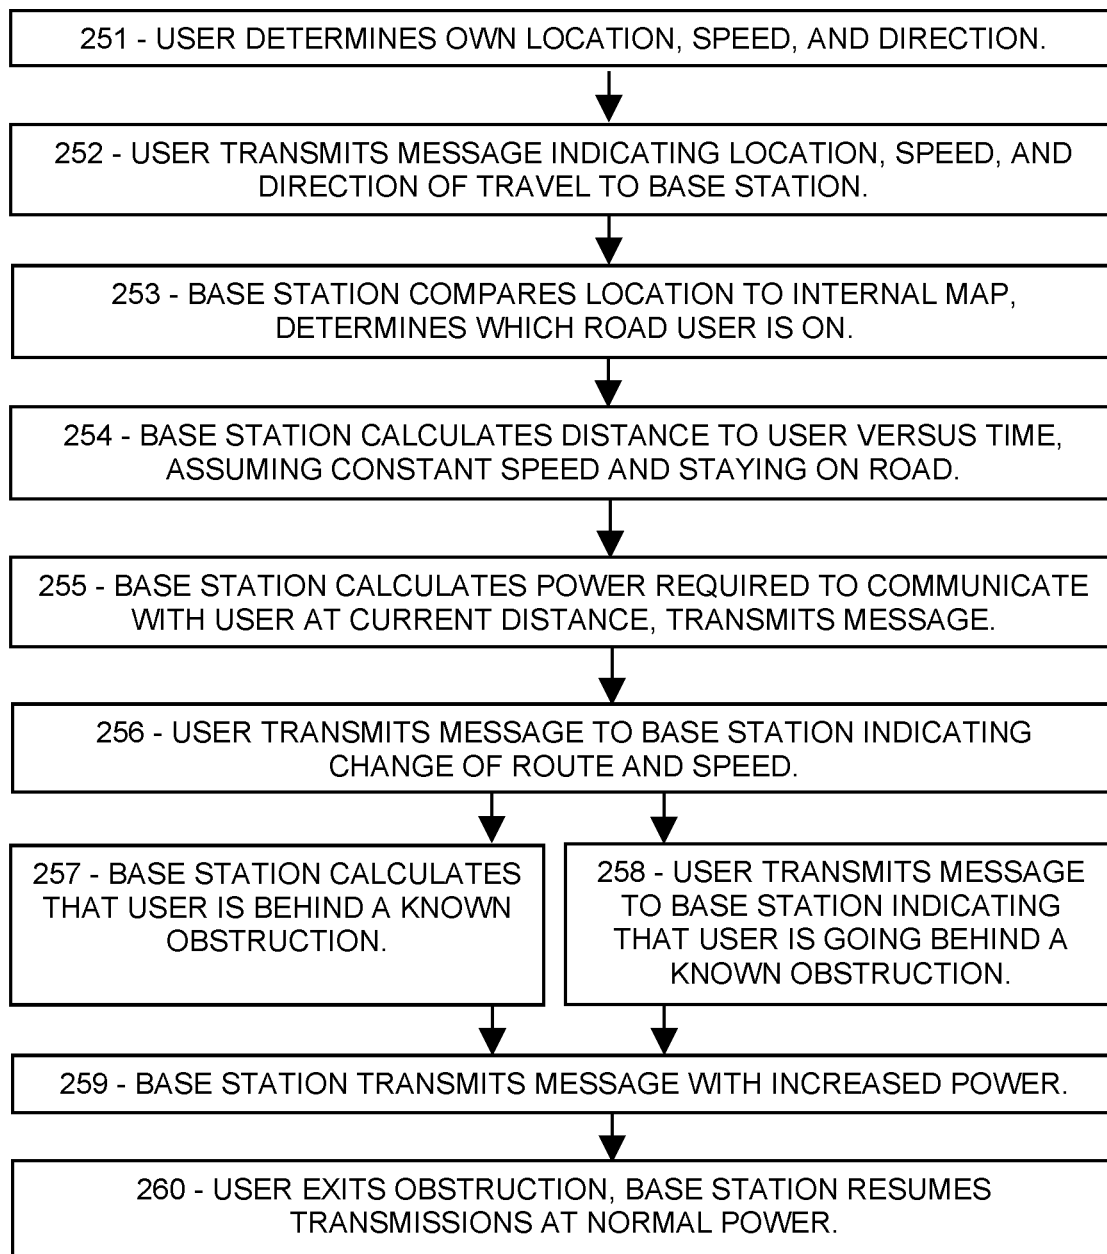 251 - USER DETERMINES OWN LOCATION, SPEED, AND DIRECTION.
252 - USER TRANSMITS MESSAGE INDICATING LOCATION, SPEED, AND
DIRECTION OF TRAVEL TO BASE STATION.
253 - BASE STATION COMPARES LOCATION TO INTERNAL MAP,
DETERMINES WHICH ROAD USER IS ON.
254 - BASE STATION CALCULATES DISTANCE TO USER VERSUS TIME,
ASSUMING CONSTANT SPEED AND STAYING ON ROAD.
255 - BASE STATION CALCULATES POWER REQUIRED TO COMMUNICATE
WITH USER AT CURRENT DISTANCE, TRANSMITS MESSAGE.
256 - USER TRANSMITS MESSAGE TO BASE STATION INDICATING
CHANGE OF ROUTE AND SPEED.
257 - BASE STATION CALCULATES
THAT USER IS BEHIND A KNOWN
OBSTRUCTION.
258 - USER TRANSMITS MESSAGE
TO BASE STATION INDICATING
THAT USER IS GOING BEHIND A
KNOWN OBSTRUCTION.
259 - BASE STATION TRANSMITS MESSAGE WITH INCREASED POWER.
260 - USER EXITS OBSTRUCTION, BASE STATION RESUMES
TRANSMISSIONS AT NORMAL POWER.